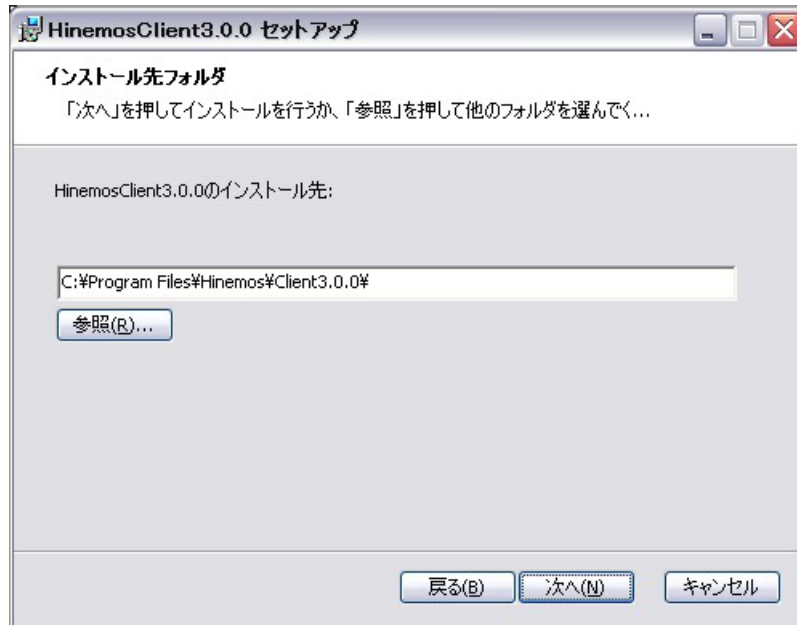 HinemosClient3.0.0 セットアップ
インストール先フォルダ
「次へ」を押してインストールを行うか、「参照」を押して他のフォルダを選んでく...
HinemosClient3.0.0のインストール先:
C:¥Program Files¥Hinemos¥Client3.0.0¥
参照(R)...
戻る(B) 次へ(N) キャンセル